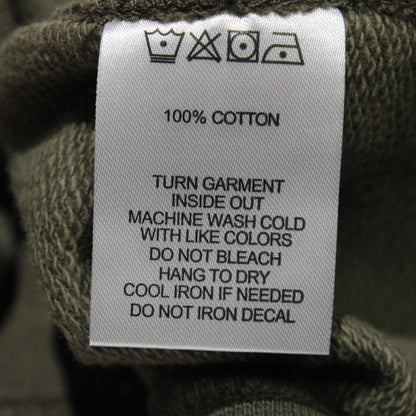 100% COTTON
TURN GARMENT
INSIDE OUT
MACHINE WASH COLD
WITH LIKE COLORS
DO NOT BLEACH
HANG TO DRY
COOL IRON IF NEEDED
DO NOT IRON DECAL